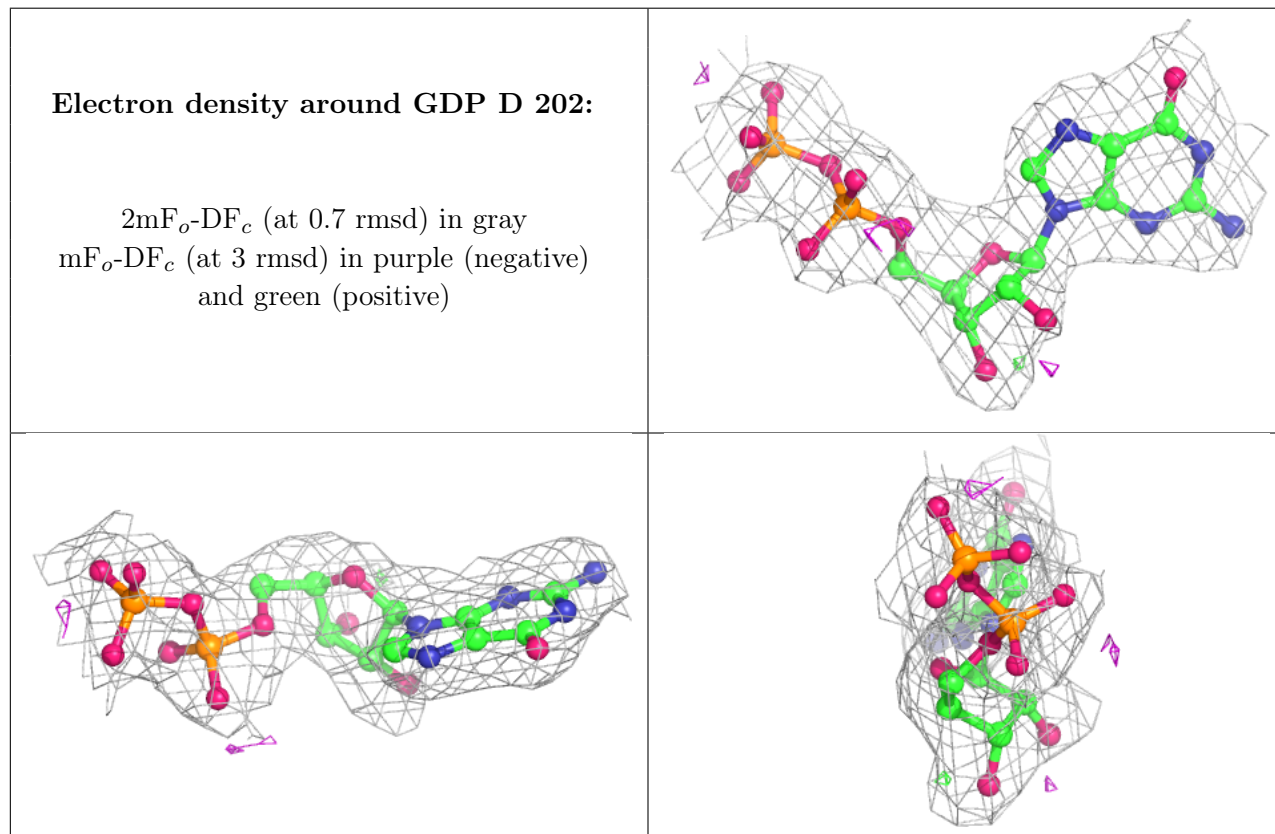 Electron density around GDP D 202:
2mFo-DFc (at 0.7 rmsd) in gray
mFo-DFc (at 3 rmsd) in purple (negative)
and green (positive)